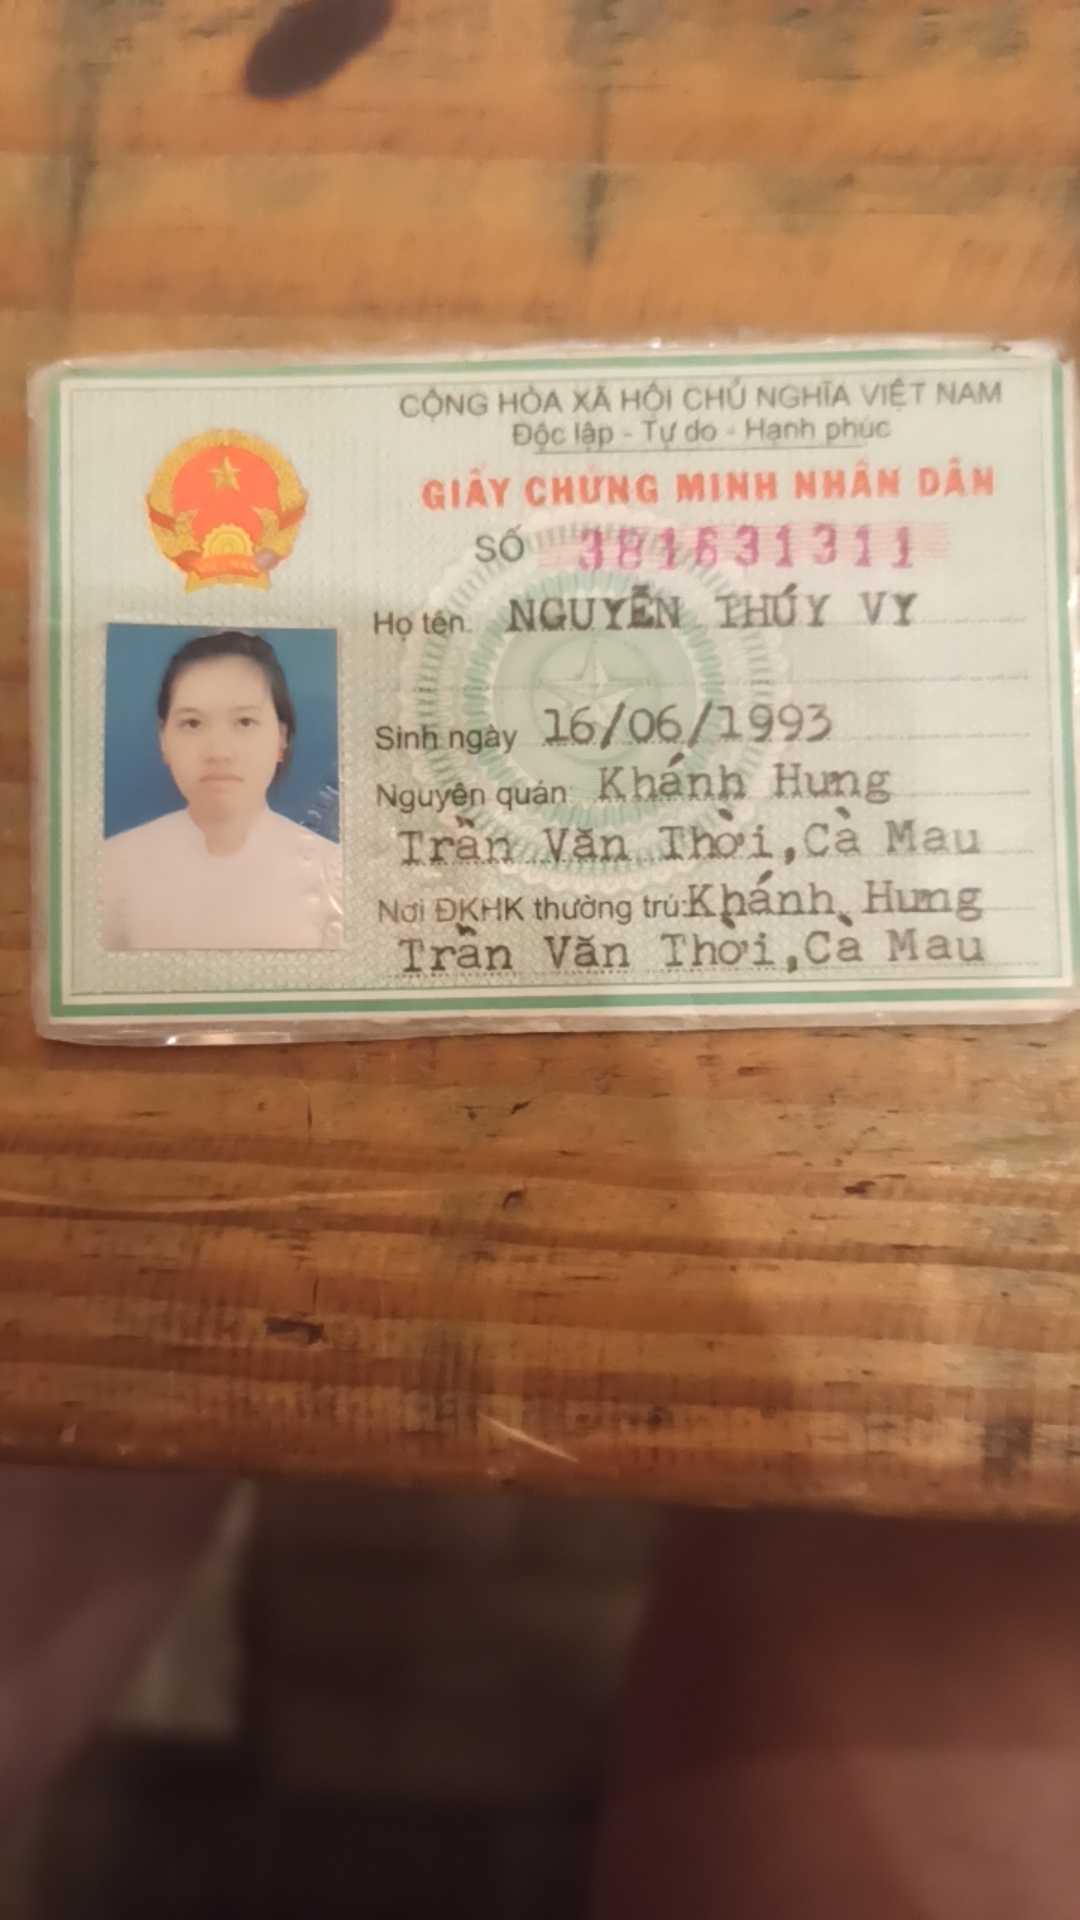 CỘNG HÒA XÃ HỘI CHỦ NGHĨA VIỆT NAM
Độc lập - Tự do - Hạnh phúc
GIẤY CHỨNG MINH NHÂN DÂN
SỐ 381631311
Họ tên: NGUYỄN THÚY VY
Sinh ngày 16/06/1993
Nguyên quán Khánh Hưng
Trần Văn Thời,Cà Mau
Nơi ĐKHK thường trú:Khánh Hưng
Trần Văn Thời,Cà Mau